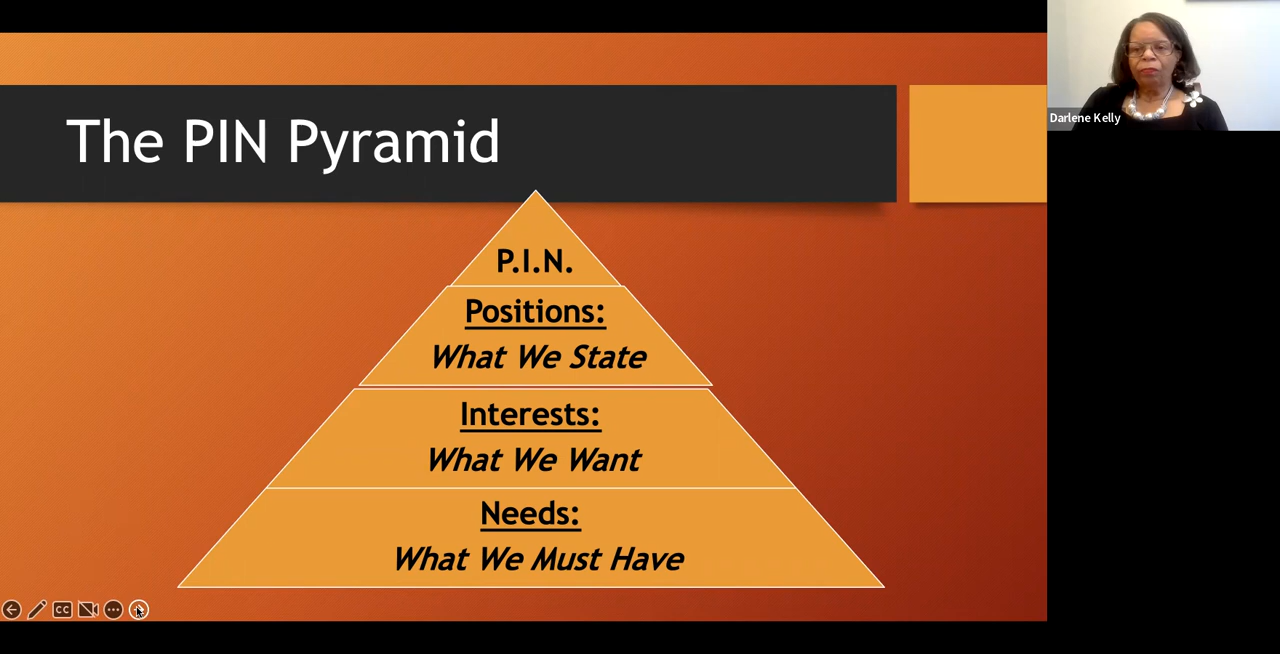 The PIN Pyramid
P.I.N.
Positions:
What We State
Interests:
What We Want
Needs:
What We Must Have
Darlene Kelly
CC